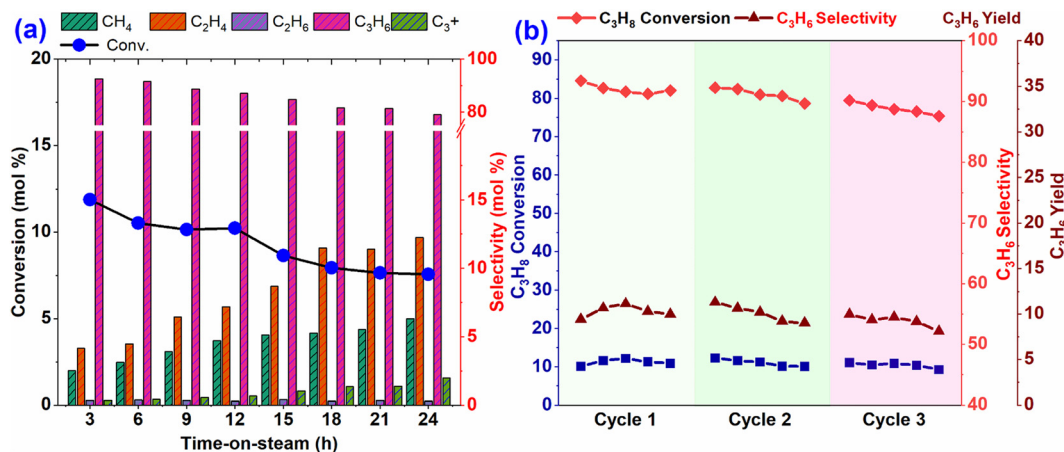 (a)
CH₄ C₂H₄ C₂H₆ C₃H₆ C₃+
Conv.
20
15
10
5
0
Conversion (mol %)
100
80
15
10
5
0
Selectivity (mol %)
3 6 9 12 15 18 21 24
Time-on-steam (h)
(b)
C₃H₈ Conversion C₃H₆ Selectivity C₃H₆ Yield
90
80
70
60
50
40
30
20
10
0
C₃H₈ Conversion
100
90
80
70
60
50
40
C₃H₆ Selectivity
40
35
30
25
20
15
10
5
0
C₃H₆ Yield
Cycle 1 Cycle 2 Cycle 3